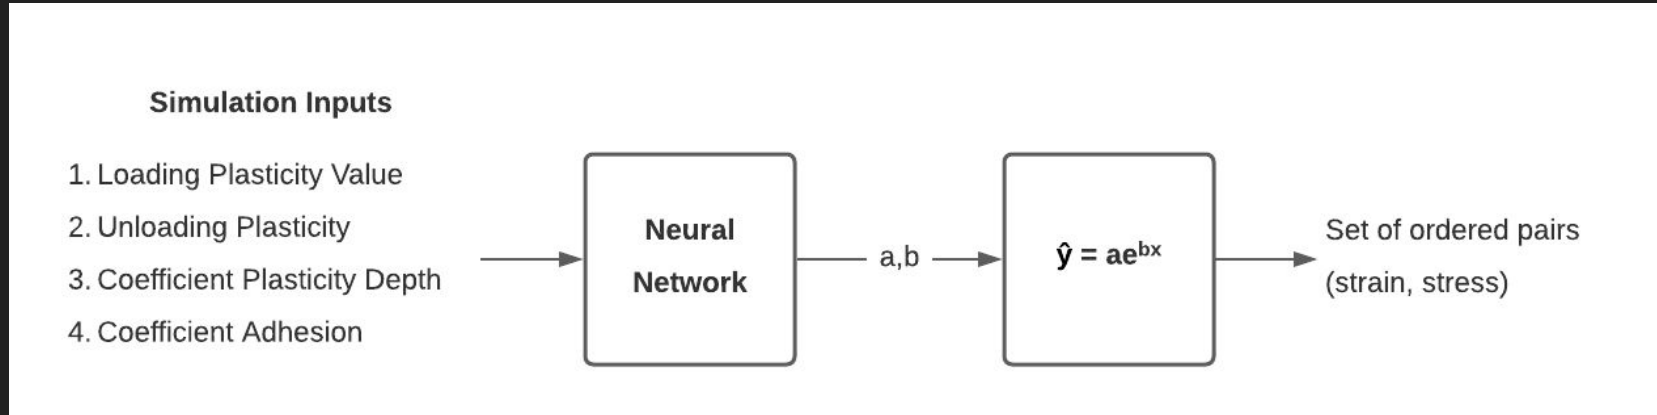 Simulation Inputs
1. Loading Plasticity Value
2. Unloading Plasticity
3. Coefficient Plasticity Depth
4. Coefficient Adhesion
Neural
Network
a,b
ŷ = ae^bx
Set of ordered pairs
(strain, stress)